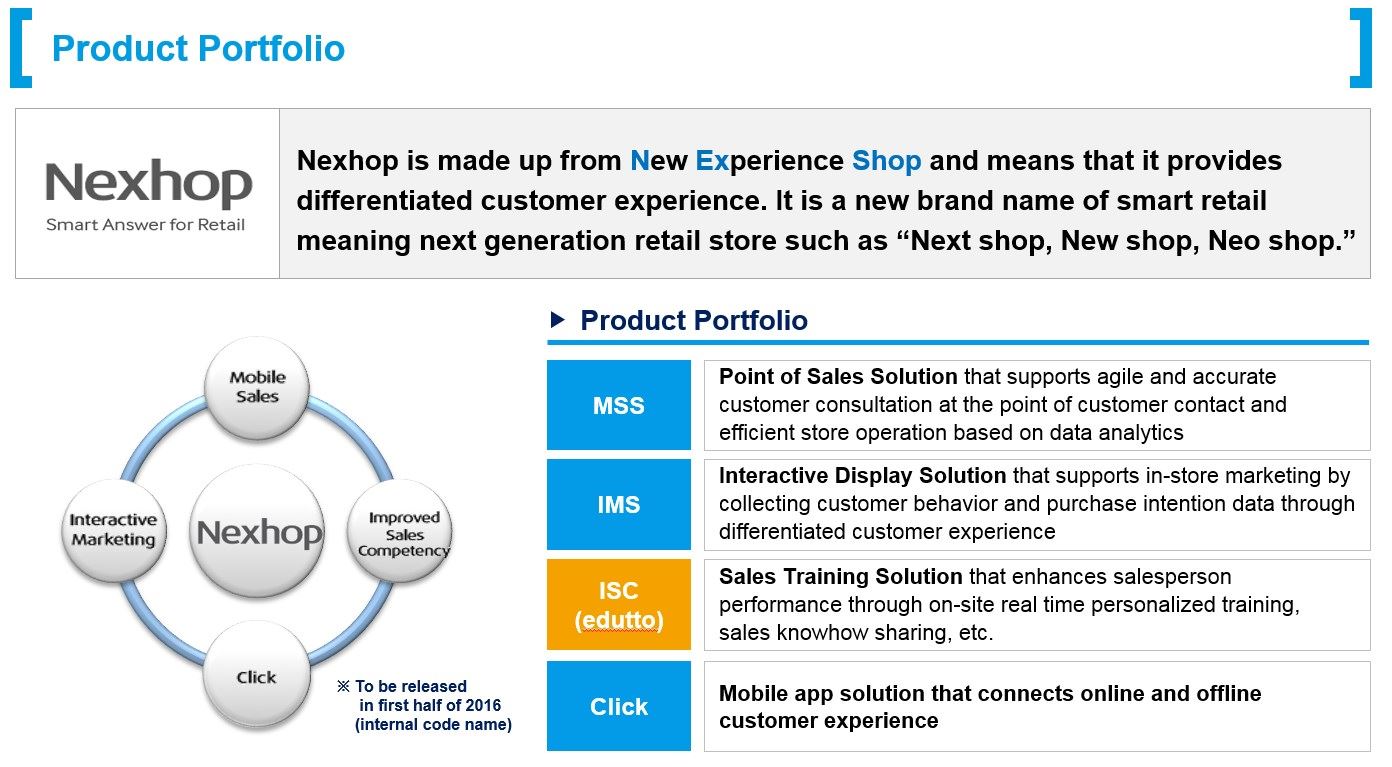 Product Portfolio
Nexhop
Smart Answer for Retail
Nexhop is made up from New Experience Shop and means that it provides
differentiated customer experience. It is a new brand name of smart retail
meaning next generation retail store such as “Next shop, New shop, Neo shop.”
Mobile
Sales
Interactive
Marketing
Nexhop
Improved
Sales
Competency
Click
※ To be released
in first half of 2016
(internal code name)
▶ Product Portfolio
MSS
Point of Sales Solution that supports agile and accurate
customer consultation at the point of customer contact and
efficient store operation based on data analytics
IMS
Interactive Display Solution that supports in-store marketing by
collecting customer behavior and purchase intention data through
differentiated customer experience
ISC
(edutto)
Sales Training Solution that enhances salesperson
performance through on-site real time personalized training,
sales knowhow sharing, etc.
Click
Mobile app solution that connects online and offline
customer experience